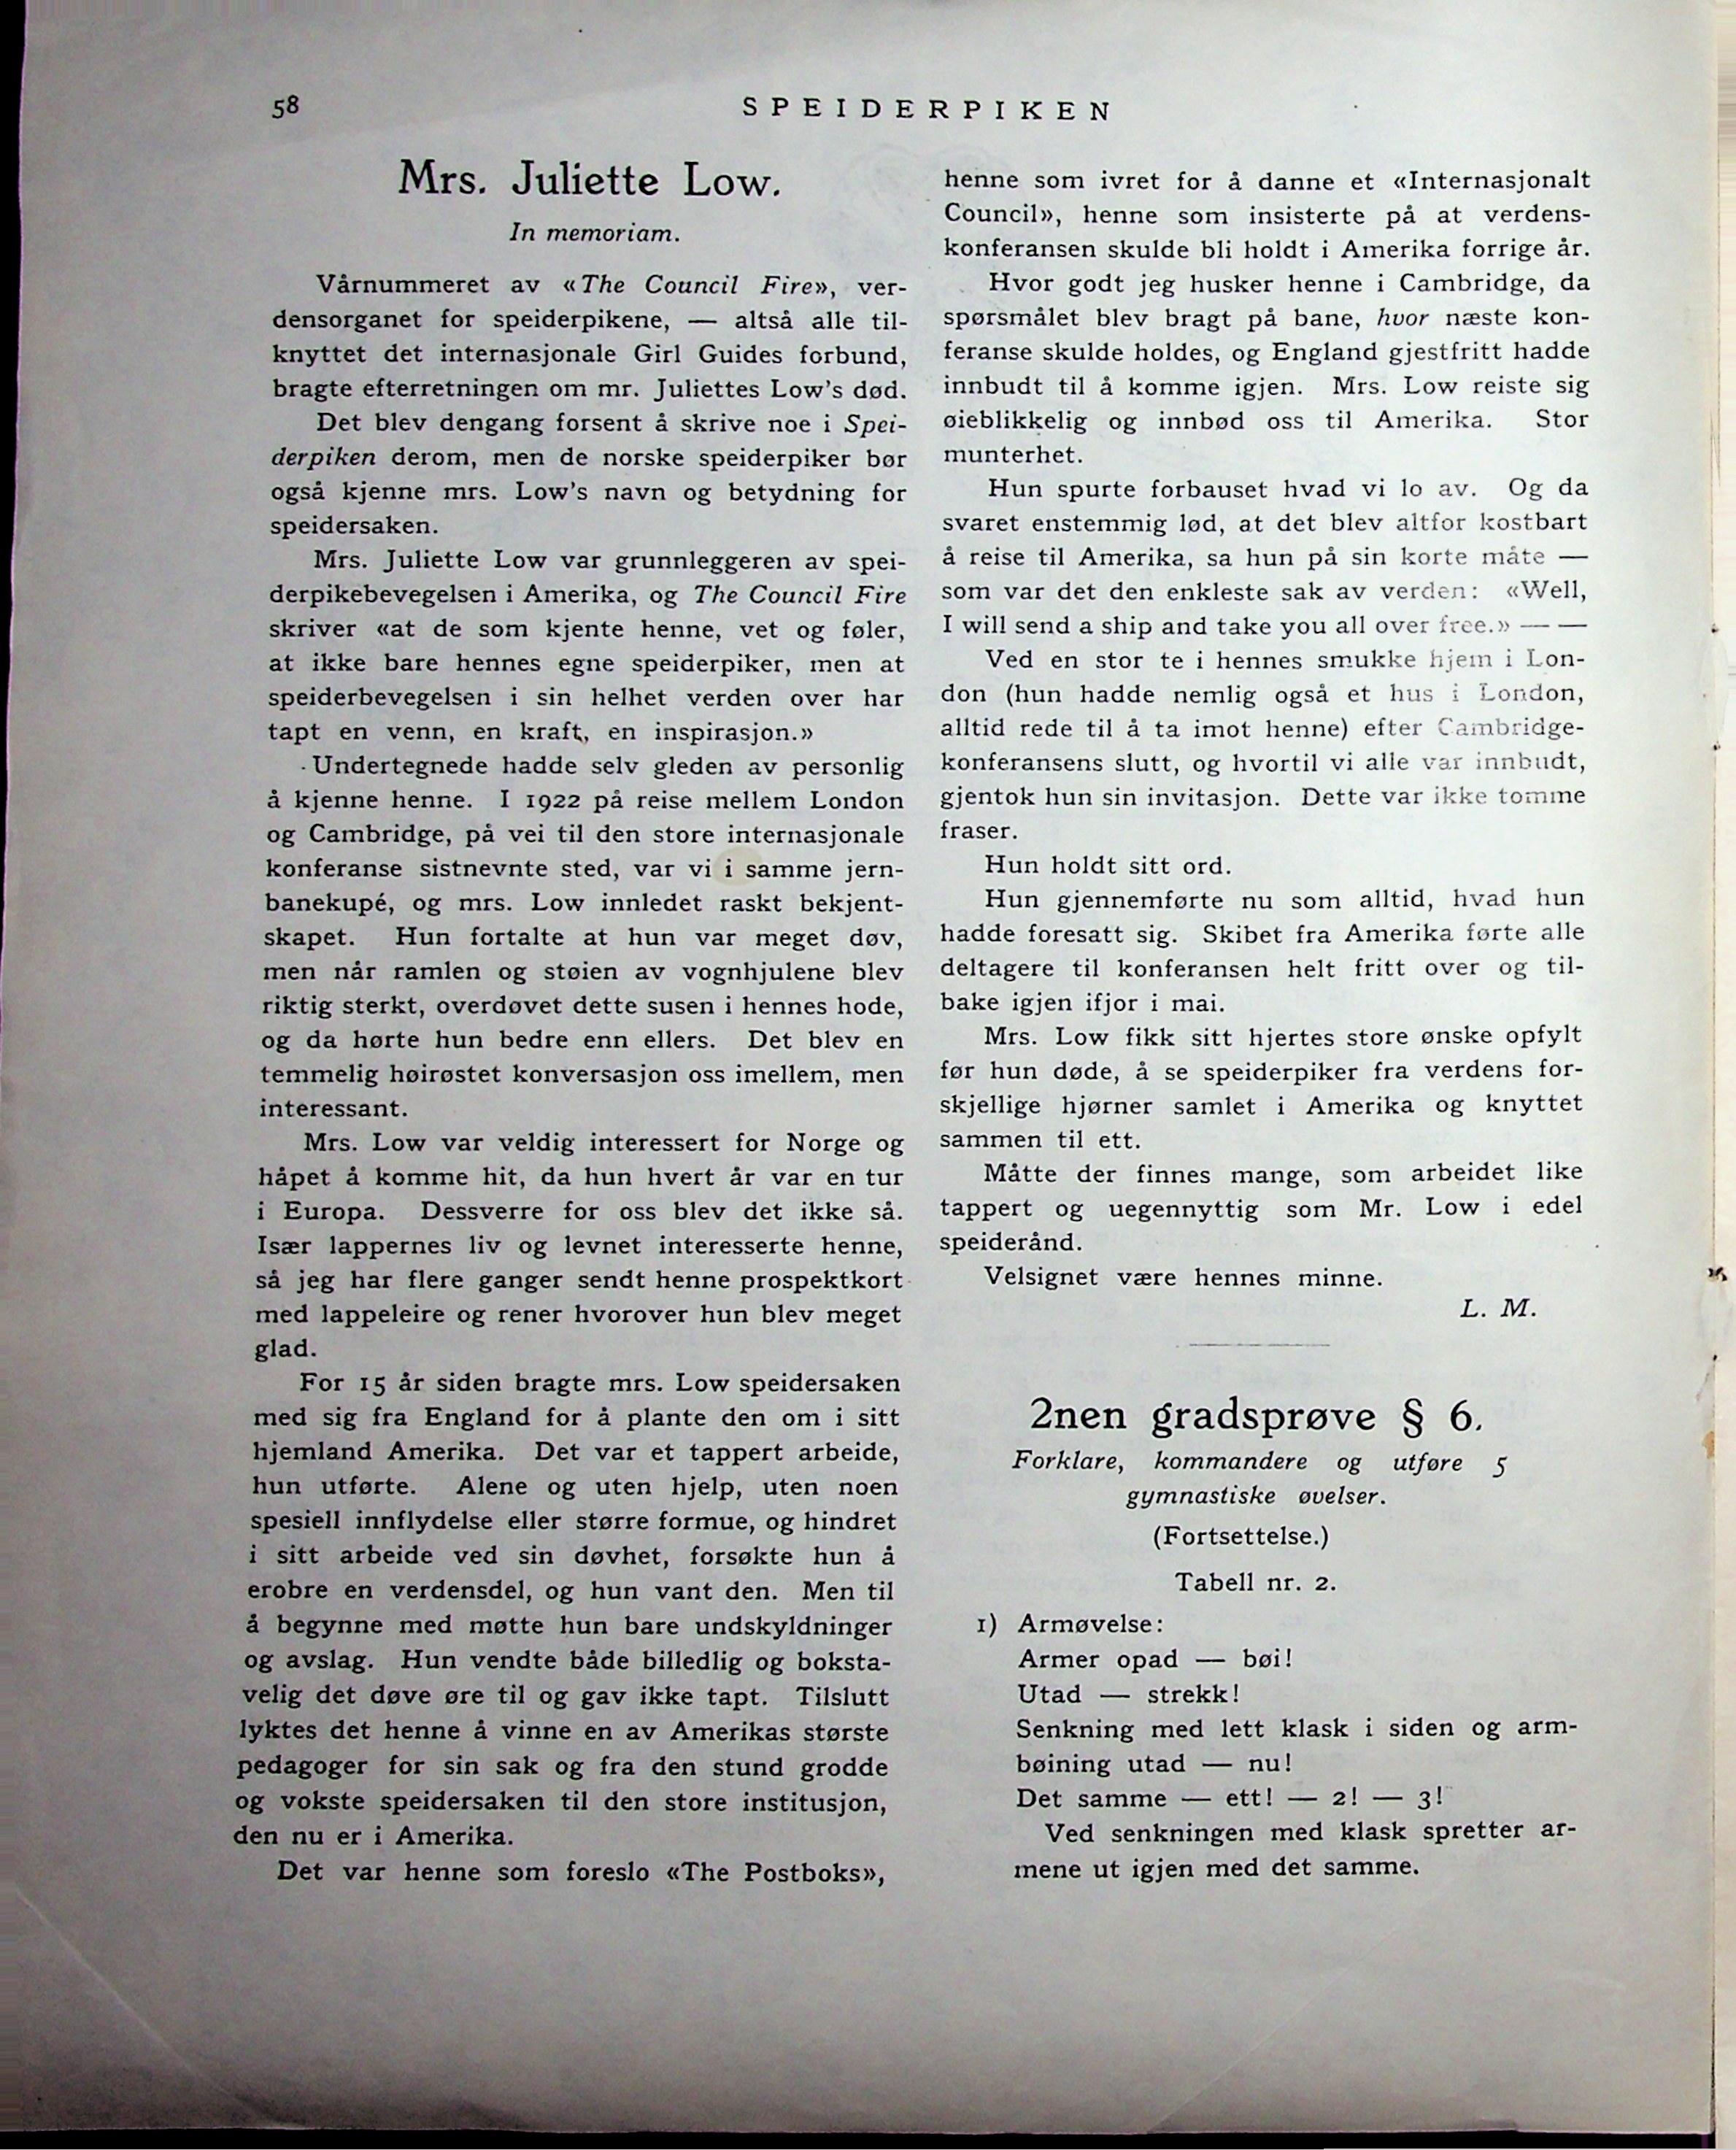 58
SPEIDERPIKEN
Mrs. Juliette Low.
In memoriam.
Vårnummeret av «The Council Fire», ver-
densorganet for speiderpikene, — altså alle til-
knyttet det internasjonale Girl Guides forbund,
bragte efterretningen om mr. Juliettes Low's død.
Det blev dengang forsent å skrive noe i Spei-
derpiken derom, men de norske speiderpiker bør
også kjenne mrs. Low's navn og betydning for
speidersaken.
Mrs. Juliette Low var grunnleggeren av spei-
derpikebevegelsen i Amerika, og The Council Fire
skriver «at de som kjente henne, vet og føler,
at ikke bare hennes egne speiderpiker, men at
speiderbevegelsen i sin helhet verden over har
tapt en venn, en kraft, en inspirasjon.»
Undertegnede hadde selv gleden av personlig
å kjenne henne. I 1922 på reise mellem London
og Cambridge, på vei til den store internasjonale
konferanse sistnevnte sted, var vi i samme jern-
banekupé, og mrs. Low innledet raskt bekjent-
skapet. Hun fortalte at hun var meget døv,
men når ramlen og støien av vognhjulene blev
riktig sterkt, overdøvet dette susen i hennes hode,
og da hørte hun bedre enn ellers. Det blev en
temmelig høirøstet konversasjon oss imellem, men
interessant.
Mrs. Low var veldig interessert for Norge og
håpet å komme hit, da hun hvert år var en tur
i Europa. Dessverre for oss blev det ikke så.
Især lappernes liv og levnet interesserte henne,
så jeg har flere ganger sendt henne prospektkort
med lappeleire og rener hvorover hun blev meget
glad.
For 15 år siden bragte mrs. Low speidersaken
med sig fra England for å plante den om i sitt
hjemland Amerika. Det var et tappert arbeide,
hun utførte. Alene og uten hjelp, uten noen
spesiell innflydelse eller større formue, og hindret
i sitt arbeide ved sin døvhet, forsøkte hun å
erobre en verdensdel, og hun vant den. Men til
å begynne med møtte hun bare undskyldninger
og avslag. Hun vendte både billedlig og boksta-
velig det døve øre til og gav ikke tapt. Tilslutt
lyktes det henne å vinne en av Amerikas største
pedagoger for sin sak og fra den stund grodde
og vokste speidersaken til den store institusjon,
den nu er i Amerika.
Det var henne som foreslo «The Postboks»,
henne som ivret for å danne et «Internasjonalt
Council», henne som insisterte på at verdens-
konferansen skulde bli holdt i Amerika forrige år.
Hvor godt jeg husker henne i Cambridge, da
spørsmålet blev bragt på bane, hvor næste kon-
feranse skulde holdes, og England gjestfritt hadde
innbudt til å komme igjen. Mrs. Low reiste sig
øieblikkelig og innbød oss til Amerika. Stor
munterhet.
Hun spurte forbauset hvad vi lo av. Og da
svaret enstemmig lød, at det blev altfor kostbart
å reise til Amerika, sa hun på sin korte måte —
som var det den enkleste sak av verden: «Well,
I will send a ship and take you all over free.» — —
Ved en stor te i hennes smukke hjem i Lon-
don (hun hadde nemlig også et hus i London,
alltid rede til å ta imot henne) efter Cambridge-
konferansens slutt, og hvortil vi alle var innbudt,
gjentok hun sin invitasjon. Dette var ikke tomme
fraser.
Hun holdt sitt ord.
Hun gjennemførte nu som alltid, hvad hun
hadde foresatt sig. Skibet fra Amerika førte alle
deltagere til konferansen helt fritt over og til-
bake igjen ifjor i mai.
Mrs. Low fikk sitt hjertes store ønske opfylt
før hun døde, å se speiderpiker fra verdens for-
skjellige hjørner samlet i Amerika og knyttet
sammen til ett.
Måtte der finnes mange, som arbeidet like
tappert og uegennyttig som Mr. Low i edel
speiderånd.
Velsignet være hennes minne.
L. M.
2nen gradsprøve § 6.
Forklare, kommandere og utføre 5
gymnastiske øvelser.
(Fortsettelse.)
Tabell nr. 2.
1) Armøvelse:
Armer opad — bøi!
Utad — strekk!
Senkning med lett klask i siden og arm-
bøining utad — nu!
Det samme — ett! — 2! — 3!
Ved senkningen med klask spretter ar-
mene ut igjen med det samme.